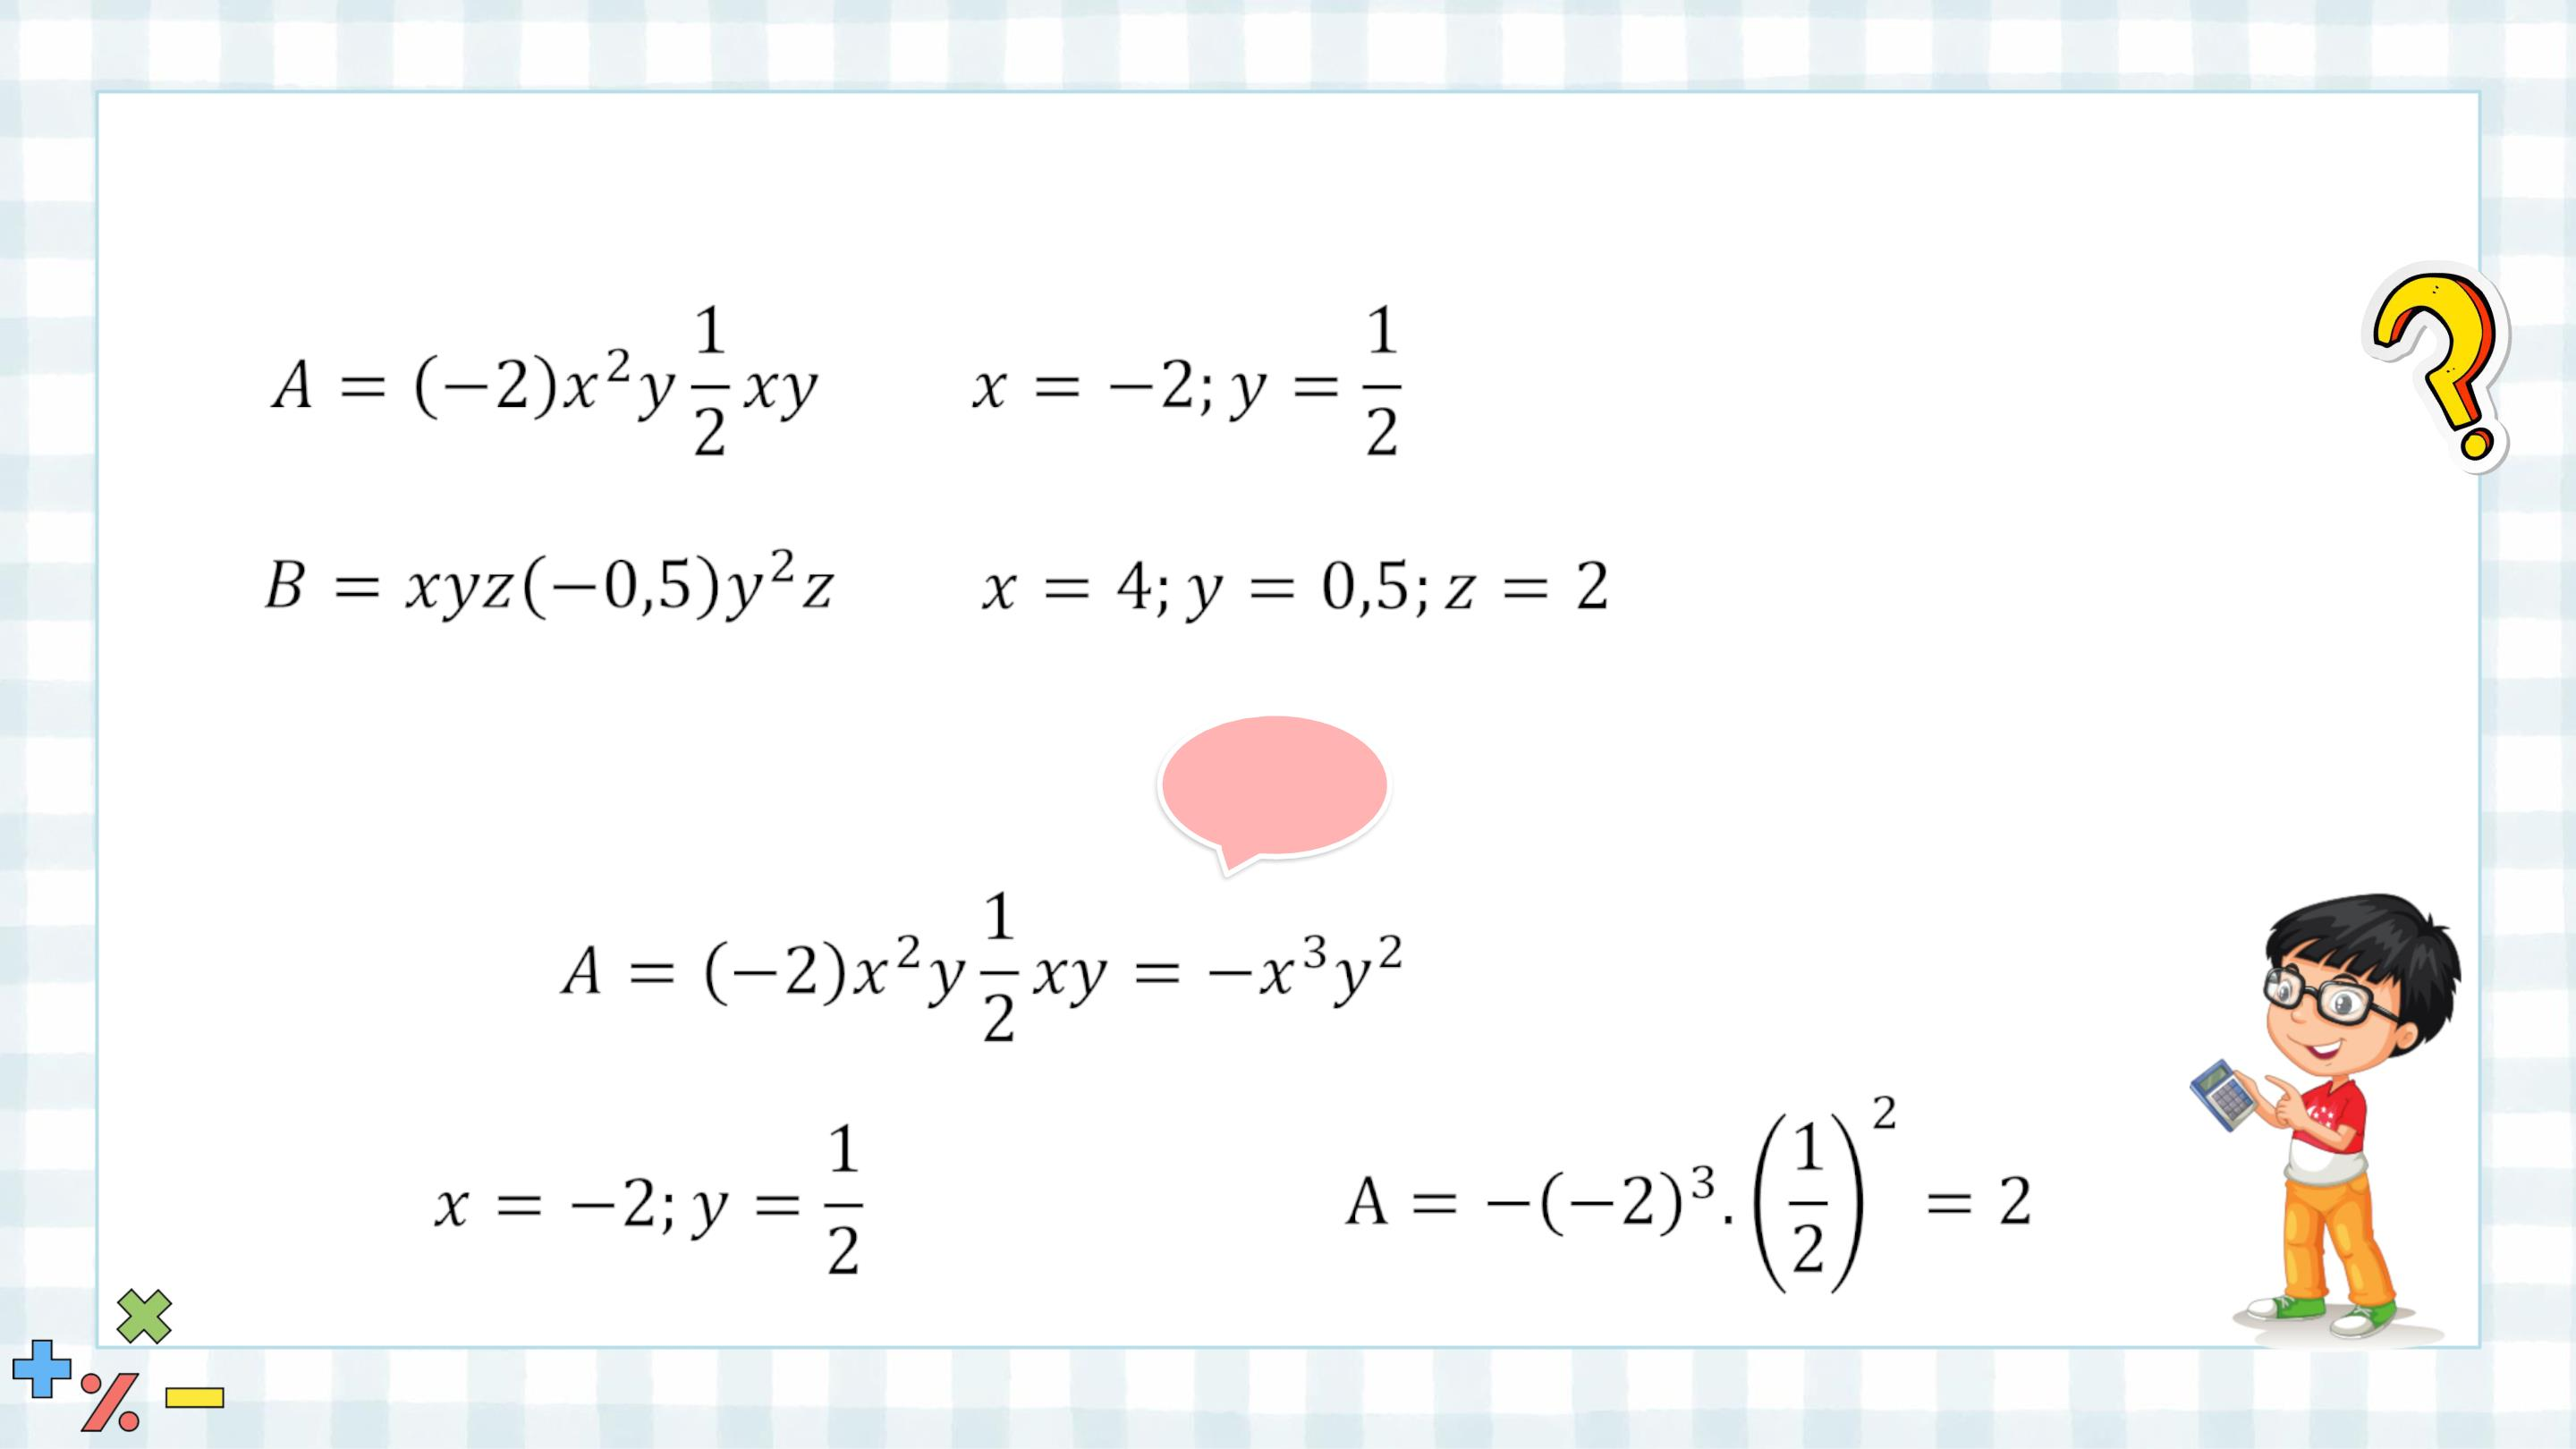 A = (−2)x²y 1/2 xy    x = −2; y = 1/2
B = xyz(−0,5)y²z    x = 4; y = 0,5; z = 2
A = (−2)x²y 1/2 xy = −x³y²
x = −2; y = 1/2    A = −(−2)³.(1/2)² = 2